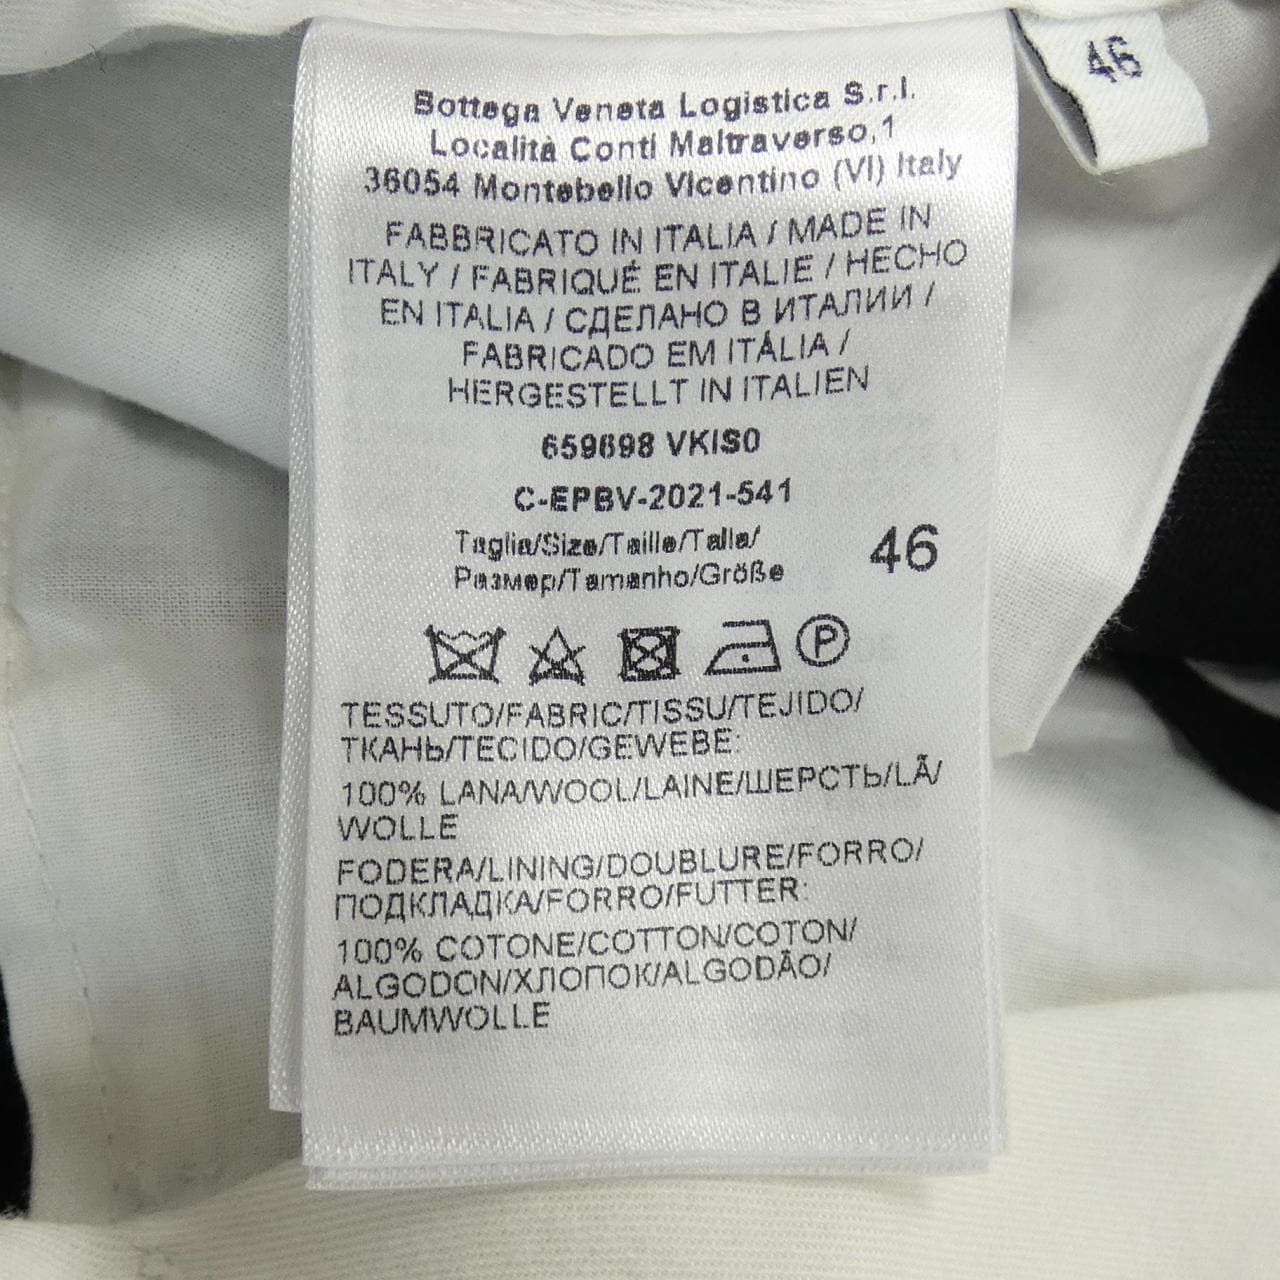 46
Bottega Veneta Logistica S.r.l.
Località Conti Maltraverso,1
36054 Montebello Vicentino (VI) Italy
FABBRICATO IN ITALIA / MADE IN
ITALY / FABRIQUÉ EN ITALIE / HECHO
EN ITALIA / СДЕЛАНО В ИТАЛИИ /
FABRICADO EM ITÁLIA /
HERGESTELLT IN ITALIEN
659698 VKIS0
C-EPBV-2021-541
Taglia/Size/Taille/Talla/
Размер/Tamanho/Größe
46
P
TESSUTO/FABRIC/TISSU/TEJIDO/
ТКАНЬ/TECIDO/GEWEBE:
100% LANA/WOOL/LAINE/ШЕРСТЬ/LÃ/
WOLLE
FODERA/LINING/DOUBLURE/FORRO/
ПОДКЛАДКА/FORRO/FUTTER:
100% COTONE/COTTON/COTON/
ALGODON/ХЛОПОК/ALGODÃO/
BAUMWOLLE